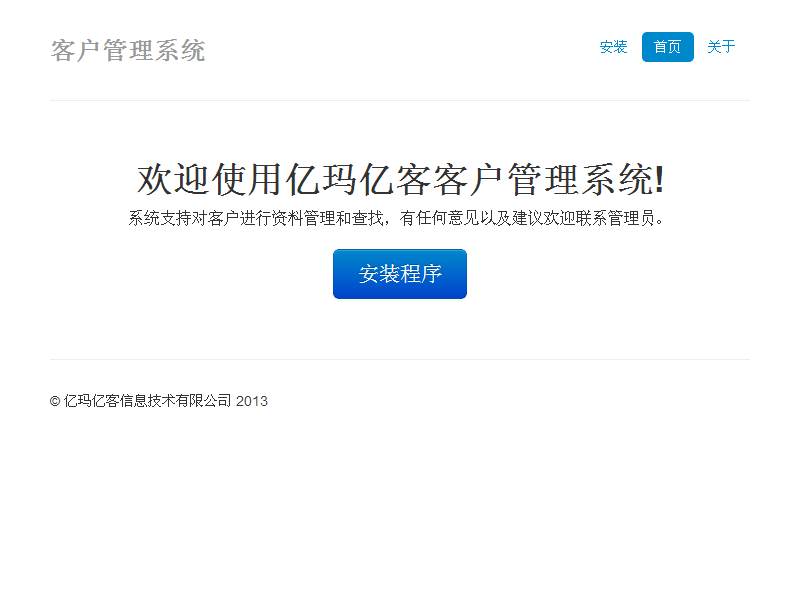 客户管理系统
安装 首页 关于
欢迎使用亿玛亿客客户管理系统!
系统支持对客户进行资料管理和查找，有任何意见以及建议欢迎联系管理员。
安装程序
© 亿玛亿客信息技术有限公司 2013